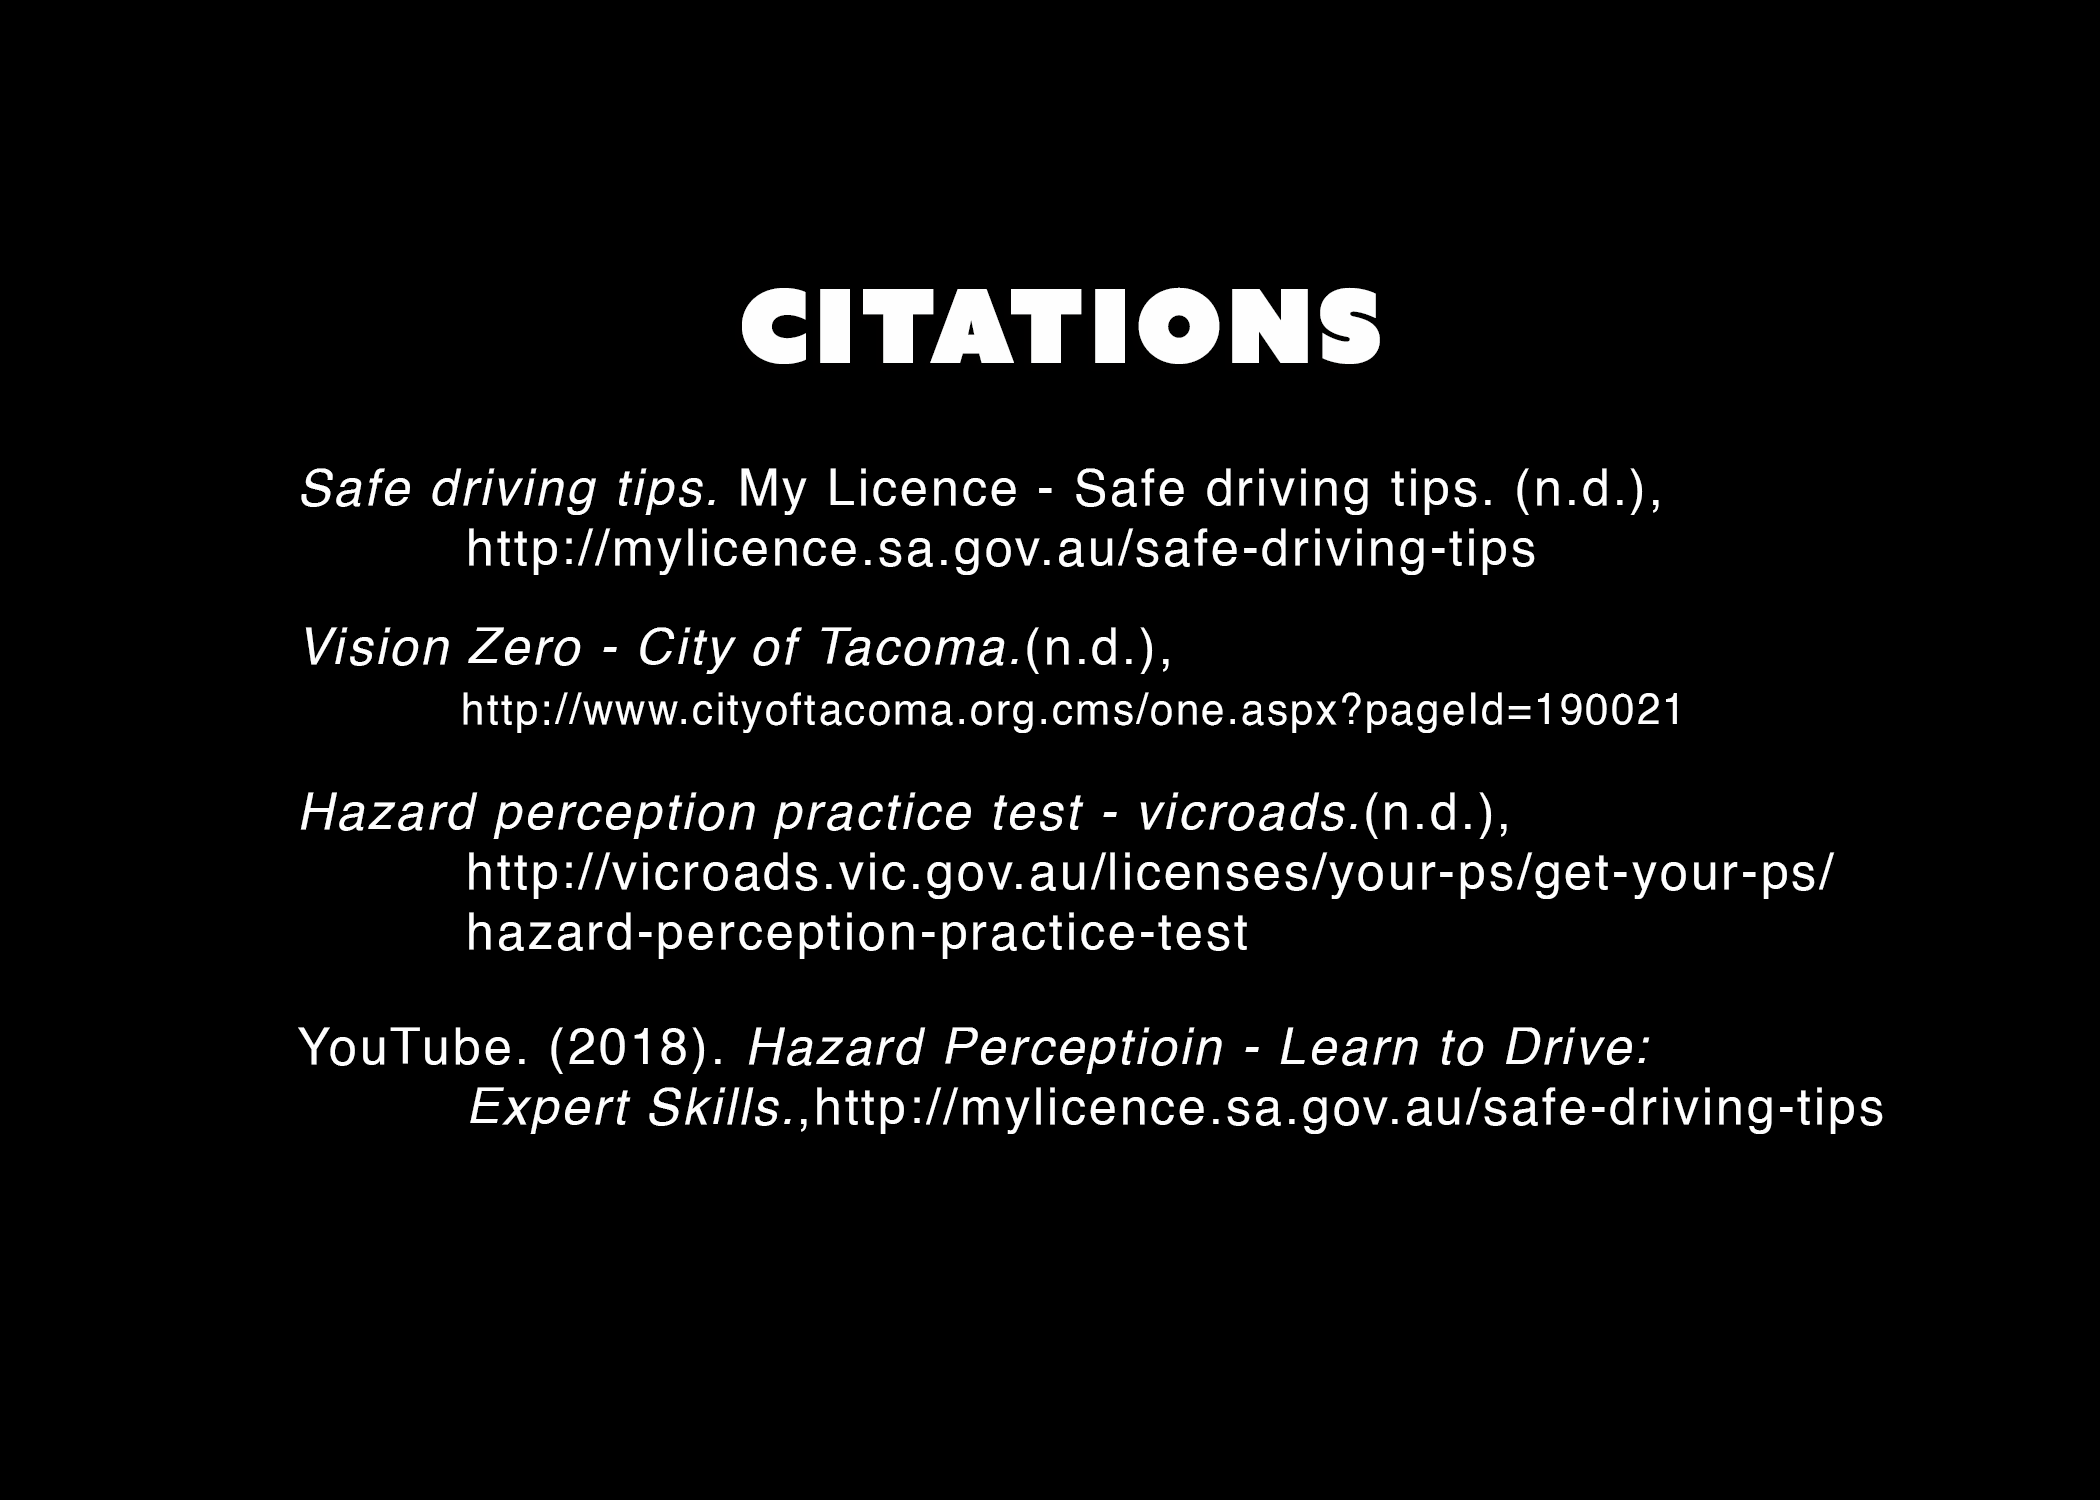 CITATIONS
Safe driving tips. My Licence - Safe driving tips. (n.d.),
http://mylicence.sa.gov.au/safe-driving-tips
Vision Zero - City of Tacoma.(n.d.),
http://www.cityoftacoma.org.cms/one.aspx?pageId=190021
Hazard perception practice test - vicroads.(n.d.),
http://vicroads.vic.gov.au/licenses/your-ps/get-your-ps/
hazard-perception-practice-test
YouTube. (2018). Hazard Perceptioin - Learn to Drive:
Expert Skills.,http://mylicence.sa.gov.au/safe-driving-tips